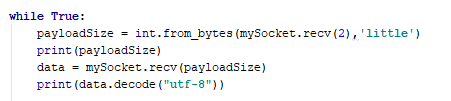 while True:
    payloadSize = int.from_bytes(mySocket.recv(2),'little')
    print(payloadSize)
    data = mySocket.recv(payloadSize)
    print(data.decode("utf-8"))